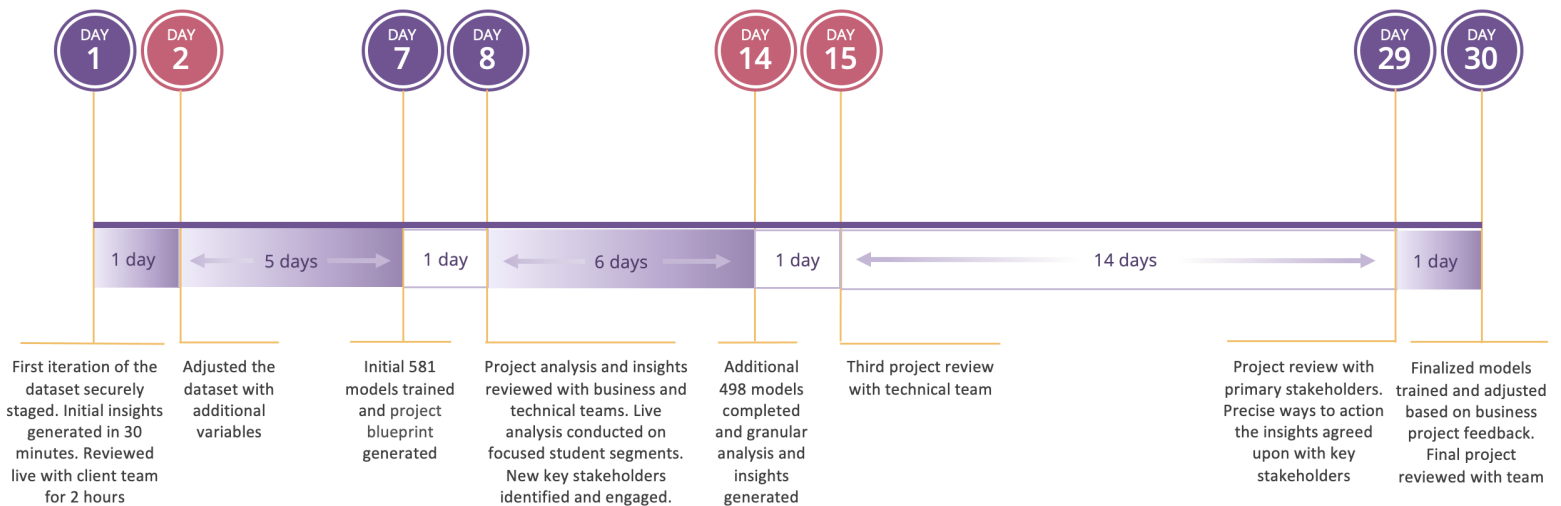 DAY
1
DAY
2
DAY
7
DAY
8
DAY
14
DAY
15
DAY
29
DAY
30
1 day
5 days
1 day
6 days
1 day
14 days
1 day
First iteration of the
dataset securely
staged. Initial insights
generated in 30
minutes. Reviewed
live with client team
for 2 hours
Adjusted the
dataset with
additional
variables
Initial 581
models trained
and project
blueprint
generated
Project analysis and insights
reviewed with business and
technical teams. Live
analysis conducted on
focused student segments.
New key stakeholders
identified and engaged.
Additional
498 models
completed
and granular
analysis and
insights
generated
Third project review
with technical team
Project review with
primary stakeholders.
Precise ways to action
the insights agreed
upon with key
stakeholders
Finalized models
trained and adjusted
based on business
project feedback.
Final project
reviewed with team